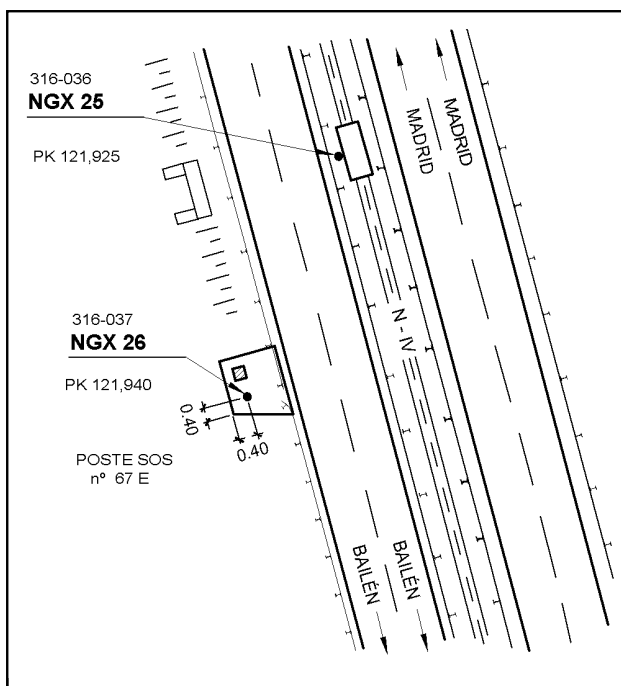 316-036
NGX 25
PK 121,925
MADRID
MADRID
N - IV
316-037
NGX 26
PK 121,940
0.40
0.40
POSTE SOS
nº 67 E
BAILÉN
BAILÉN